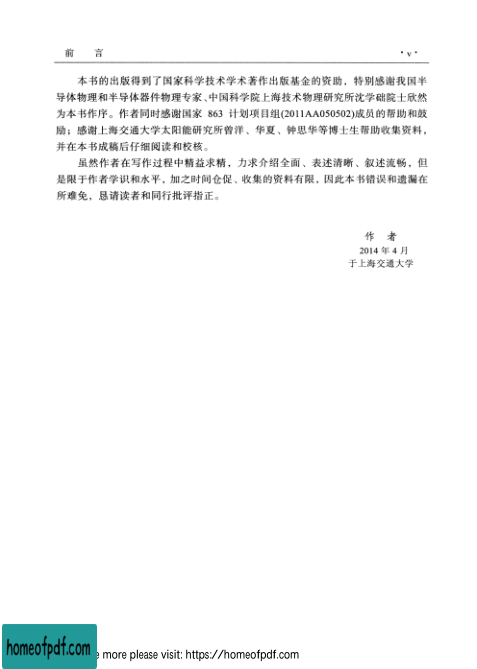 前 言 · v ·
本书的出版得到了国家科学技术学术著作出版基金的资助，特别感谢我国半
导体物理和半导体器件物理专家、中国科学院上海技术物理研究所沈学础院士欣然
为本书作序。作者同时感谢国家 863 计划项目组(2011AA050502)成员的帮助和鼓
励；感谢上海交通大学太阳能研究所曾洋、华夏、钟思华等博士生帮助收集资料，
并在本书成稿后仔细阅读和校核。
虽然作者在写作过程中精益求精，力求介绍全面、表述清晰、叙述流畅，但
是限于作者学识和水平，加之时间仓促、收集的资料有限，因此本书错误和遗漏在
所难免，恳请读者和同行批评指正。
作 者
2014 年 4 月
于上海交通大学
homeofpdf.com
e more please visit: https://homeofpdf.com